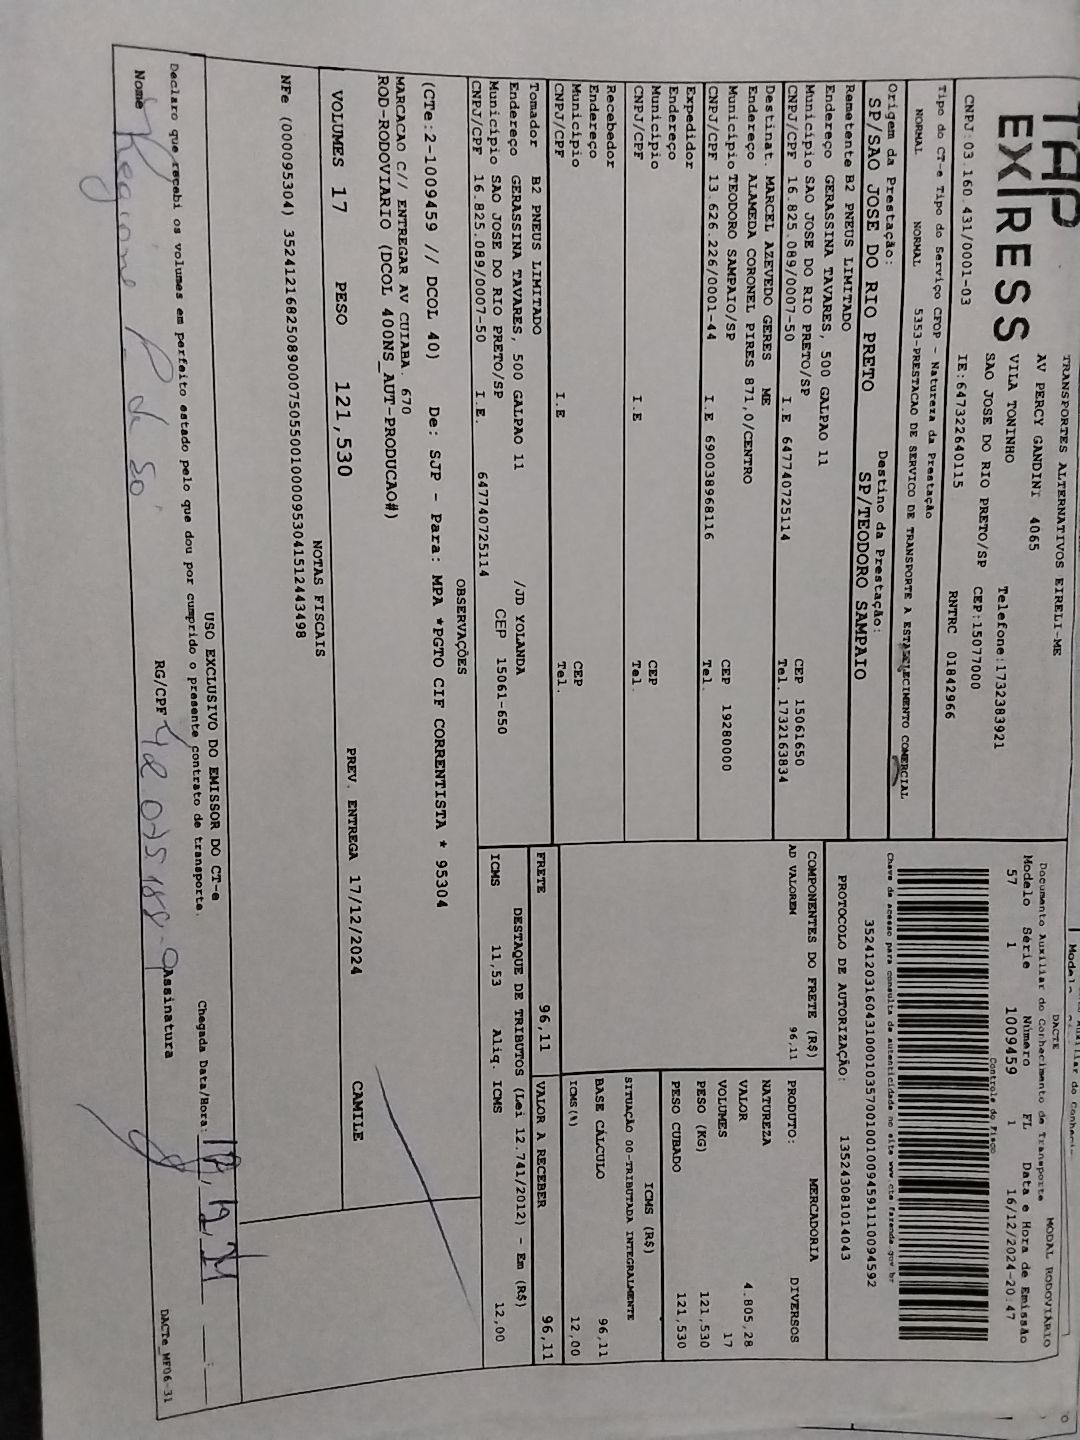 TAP
EXPRESS
TRANSPORTES ALTERNATIVOS EIRELI-ME
AV PERCY GANDINI 4065
VILA TONINHO Telefone:1732383921
SAO JOSE DO RIO PRETO/SP CEP:15077000
CNPJ:03.160.431/0001-03 IE:647322640115 RNTRC 01842966
Tipo do CT-e Tipo do Serviço CFOP - Natureza da Prestação
NORMAL NORMAL 5353-PRESTACAO DE SERVICO DE TRANSPORTE A ESTABELECIMENTO COMERCIAL
Origem da Prestação: Destino da Prestação:
SP/SAO JOSE DO RIO PRETO SP/TEODORO SAMPAIO
Remetente B2 PNEUS LIMITADO
Endereço GERASSINA TAVARES, 500 GALPAO 11
Município SAO JOSE DO RIO PRETO/SP CEP 15061650
CNPJ/CPF 16.825.089/0007-50 I.E 647740725114 Tel. 1732163834
Destinat. MARCEL AZEVEDO GERES ME
Endereço ALAMEDA CORONEL PIRES 871,0/CENTRO
Município TEODORO SAMPAIO/SP CEP 19280000
CNPJ/CPF 13.626.226/0001-44 I.E 690038968116 Tel.
Expedidor
Endereço
Município CEP
CNPJ/CPF I.E Tel.
Recebedor
Endereço
Município CEP
CNPJ/CPF I.E Tel.
Tomador B2 PNEUS LIMITADO
Endereço GERASSINA TAVARES, 500 GALPAO 11 /JD YOLANDA
Município SAO JOSE DO RIO PRETO/SP CEP 15061-650
CNPJ/CPF 16.825.089/0007-50 I.E. 647740725114
DACTE
Documento Auxiliar do Conhecimento de Transporte
MODAL RODOVIÁRIO
Modelo Série Número FL Data e Hora de Emissão
57 1 1009459 1 16/12/2024-20:47
Controle do Fisco
Chave de acesso para consulta de autenticidade no site www.cte.fazenda.gov.br
35241203160431000103570010010094591110094592
PROTOCOLO DE AUTORIZAÇÃO: 135243081014043
COMPONENTES DO FRETE (R$)
AD VALOREM 96,11
MERCADORIA
PRODUTO: DIVERSOS
NATUREZA
VALOR 4.805,28
VOLUMES 17
PESO (KG) 121,530
PESO CUBADO 121,530
ICMS (R$)
SITUAÇÃO 00-TRIBUTADA INTEGRALMENTE
BASE CÁLCULO 96,11
ICMS(%) 12,00
FRETE 96,11 VALOR A RECEBER 96,11
DESTAQUE DE TRIBUTOS (Lei 12.741/2012) - Em (R$)
ICMS 11,53 Aliq. ICMS 12,00
OBSERVAÇÕES
(CTe:2-1009459 // DCOL 40) De: SJP - Para: MPA *PGTO CIF CORRENTISTA * 95304
MARCACAO C// ENTREGAR AV CUIABA. 670
ROD-RODOVIARIO (DCOL 400NS_AUT-PRODUCAO#)
VOLUMES 17 PESO 121,530 PREV. ENTREGA 17/12/2024 CAMILE
NOTAS FISCAIS
NFe (000095304) 35241216825089000750550010000953041512443498
USO EXCLUSIVO DO EMISSOR DO CT-e
Declaro que recebi os volumes em perfeito estado pelo que dou por cumprido o presente contrato de transporte. Chegada Data/Hora:
Nome RG/CPF Assinatura
DACTe_MF06-31